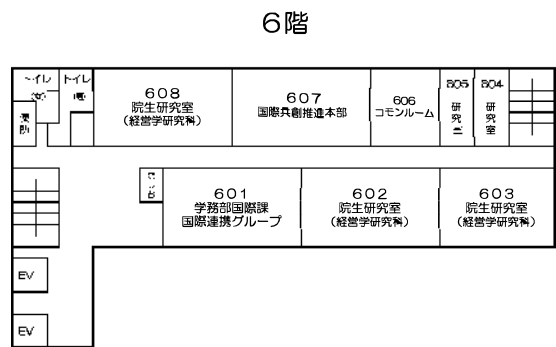 6階
トイレ
トイレ
608
院生研究室
(経営学研究科)
607
国際共創推進本部
606
コモンルーム
605
研究室
604
研究室
601
学務部国際課
国際連携グループ
602
院生研究室
(経営学研究科)
603
院生研究室
(経営学研究科)
EV
EV